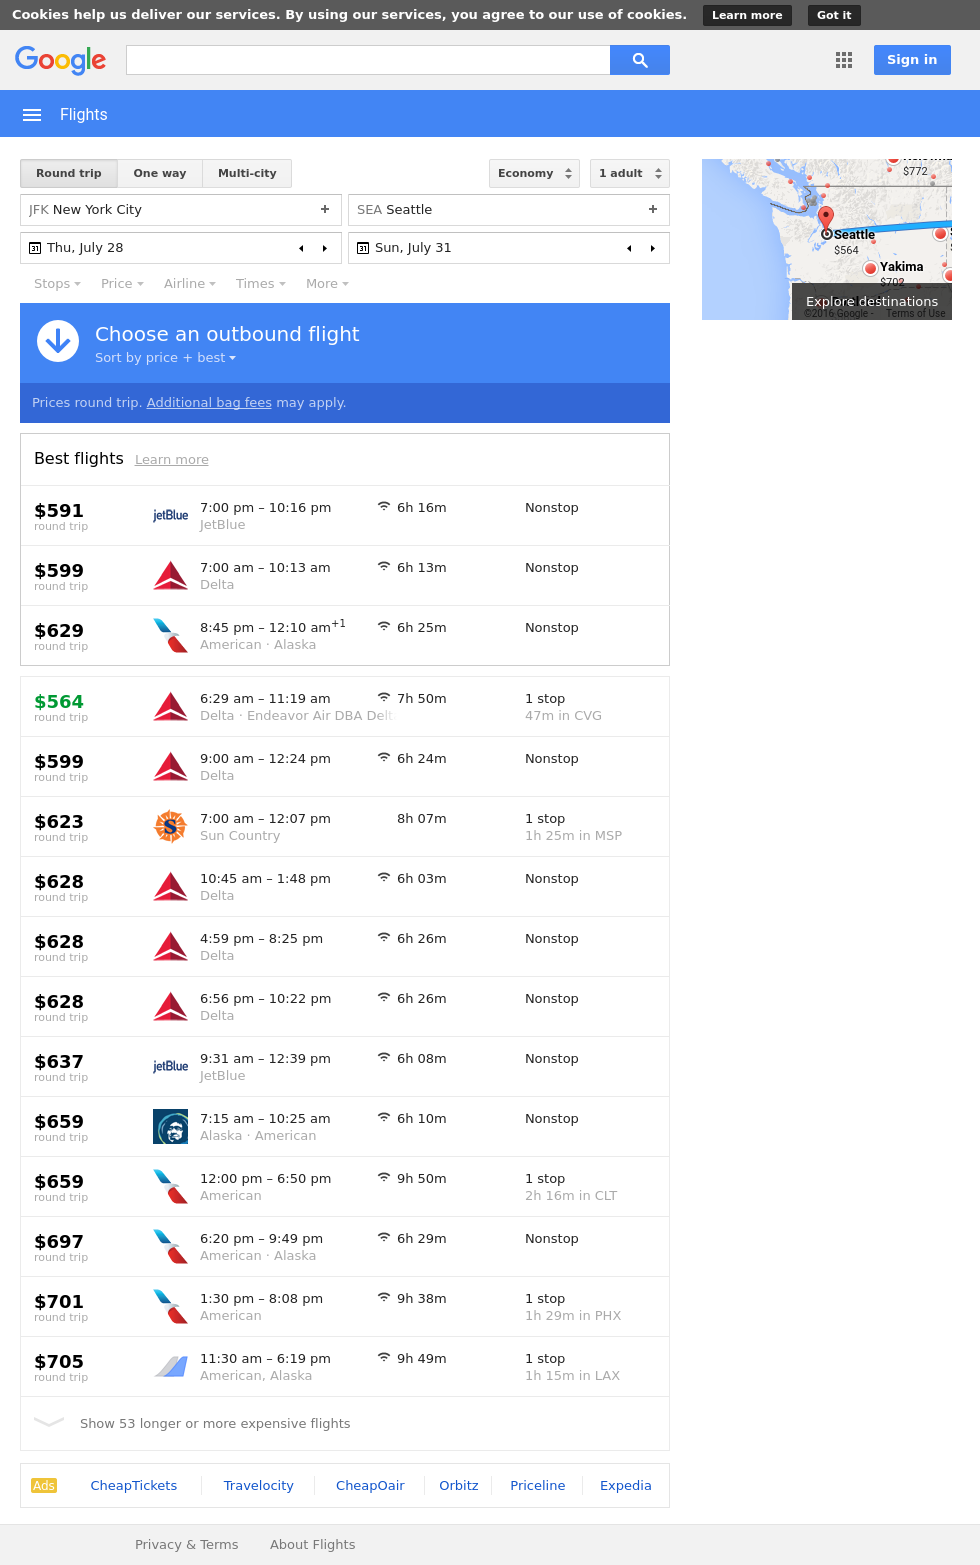 Cookies help us deliver our services. By using our services, you agree to our use of cookies. Learn more Got it
Google
Sign in
Flights
Round trip One way Multi-city Economy 1 adult
JFK New York City + SEA Seattle +
31 Thu, July 28 31 Sun, July 31
Stops Price Airline Times More
Choose an outbound flight
Sort by price + best
Prices round trip. Additional bag fees may apply.
$772
Seattle
$564
Yakima
$702
Explore destinations
©2016 Google - Terms of Use
Best flights Learn more
$591 jetBlue 7:00 pm – 10:16 pm 6h 16m Nonstop
round trip JetBlue
$599 7:00 am – 10:13 am 6h 13m Nonstop
round trip Delta
$629 8:45 pm – 12:10 am+1 6h 25m Nonstop
round trip American · Alaska
$564 6:29 am – 11:19 am 7h 50m 1 stop
round trip Delta · Endeavor Air DBA Delt 47m in CVG
$599 9:00 am – 12:24 pm 6h 24m Nonstop
round trip Delta
$623 S 7:00 am – 12:07 pm 8h 07m 1 stop
round trip Sun Country 1h 25m in MSP
$628 10:45 am – 1:48 pm 6h 03m Nonstop
round trip Delta
$628 4:59 pm – 8:25 pm 6h 26m Nonstop
round trip Delta
$628 6:56 pm – 10:22 pm 6h 26m Nonstop
round trip Delta
$637 jetBlue 9:31 am – 12:39 pm 6h 08m Nonstop
round trip JetBlue
$659 7:15 am – 10:25 am 6h 10m Nonstop
round trip Alaska · American
$659 12:00 pm – 6:50 pm 9h 50m 1 stop
round trip American 2h 16m in CLT
$697 6:20 pm – 9:49 pm 6h 29m Nonstop
round trip American · Alaska
$701 1:30 pm – 8:08 pm 9h 38m 1 stop
round trip American 1h 29m in PHX
$705 11:30 am – 6:19 pm 9h 49m 1 stop
round trip American, Alaska 1h 15m in LAX
Show 53 longer or more expensive flights
Ads CheapTickets Travelocity CheapOair Orbitz Priceline Expedia
Privacy & Terms About Flights